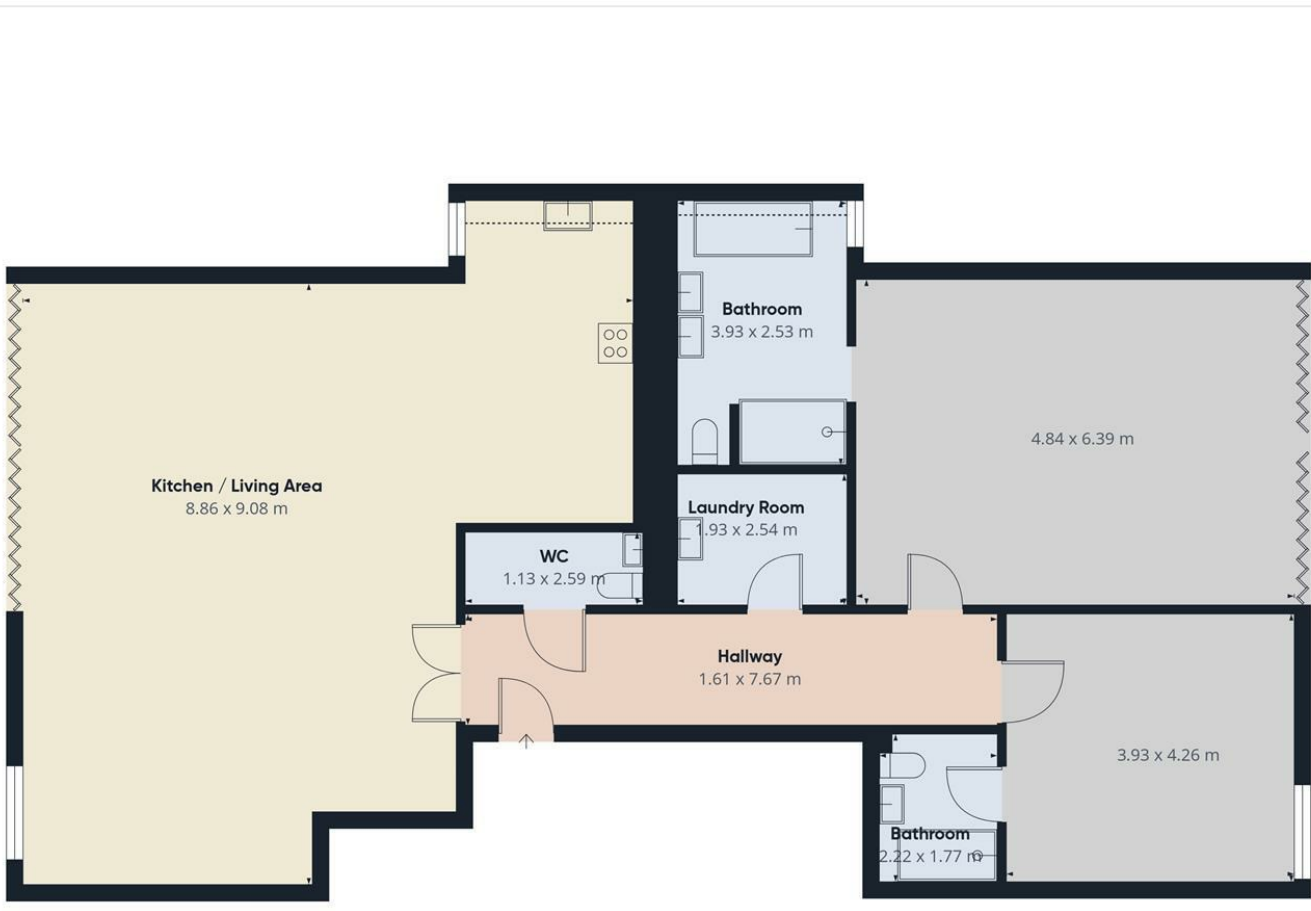 Bathroom
3.93 x 2.53 m
4.84 x 6.39 m
Kitchen / Living Area
8.86 x 9.08 m
Laundry Room
1.93 x 2.54 m
WC
1.13 x 2.59 m
Hallway
1.61 x 7.67 m
3.93 x 4.26 m
Bathroom
2.22 x 1.77 m